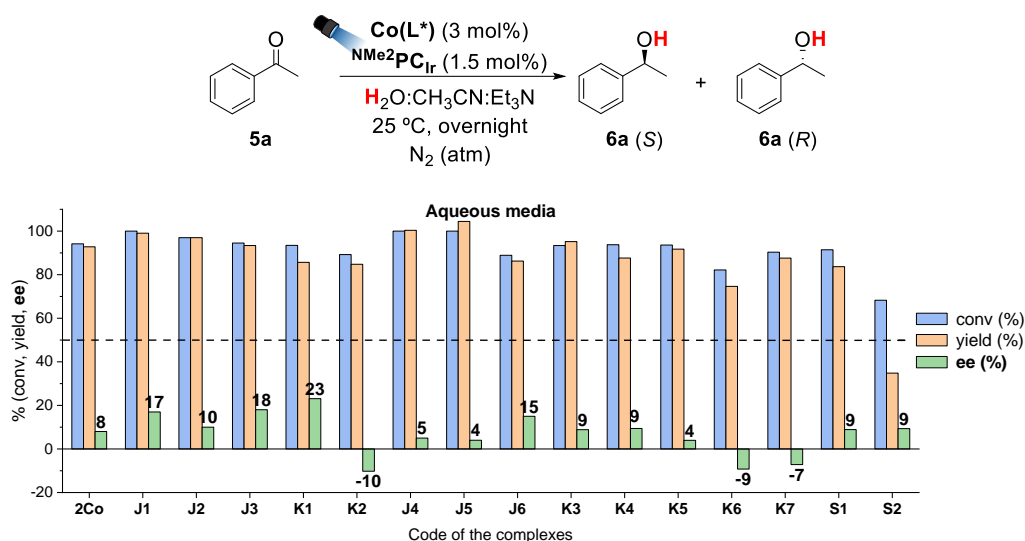 Co(L*) (3 mol%)
NMe2PCIr (1.5 mol%)
H2O:CH3CN:Et3N
25 º​C, overnight
N2 (atm)
O
5a
OH
6a (S)
+
OH
6a (R)
Aqueous media
% (conv, yield, ee)
100
80
60
40
20
0
-20
8
17
10
18
23
-10
5
4
15
9
9
4
-9
-7
9
9
conv (%)
yield (%)
ee (%)
2Co J1 J2 J3 K1 K2 J4 J5 J6 K3 K4 K5 K6 K7 S1 S2
Code of the complexes